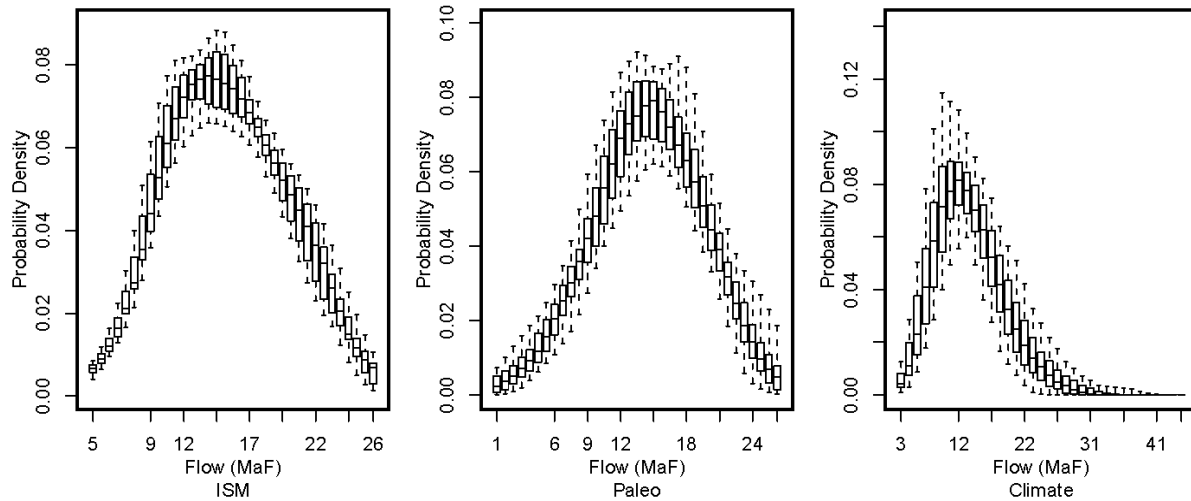 Probability Density
0.00 0.02 0.04 0.06 0.08
5 9 12 17 22 26
Flow (MaF)
ISM
Probability Density
0.00 0.02 0.04 0.06 0.08 0.10
1 6 9 12 18 24
Flow (MaF)
Paleo
Probability Density
0.00 0.04 0.08 0.12
3 12 22 31 41
Flow (MaF)
Climate